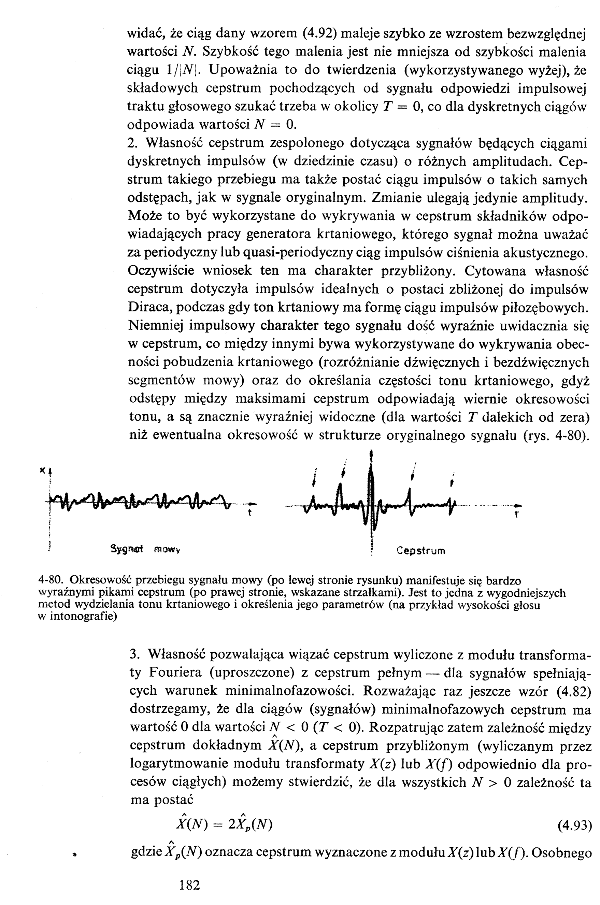 widać, że ciąg dany wzorem (4.92) maleje szybko ze wzrostem bezwzględnej
wartości N. Szybkość tego malenia jest nie mniejsza od szybkości malenia
ciągu 1/|N|. Upoważnia to do twierdzenia (wykorzystywanego wyżej), że
składowych cepstrum pochodzących od sygnału odpowiedzi impulsowej
traktu głosowego szukać trzeba w okolicy T = 0, co dla dyskretnych ciągów
odpowiada wartości N = 0.
2. Własność cepstrum zespolonego dotycząca sygnałów będących ciągami
dyskretnych impulsów (w dziedzinie czasu) o różnych amplitudach. Cep-
strum takiego przebiegu ma także postać ciągu impulsów o takich samych
odstępach, jak w sygnale oryginalnym. Zmianie ulegają jedynie amplitudy.
Może to być wykorzystane do wykrywania w cepstrum składników odpo-
wiadających pracy generatora krtaniowego, którego sygnał można uważać
za periodyczny lub quasi-periodyczny ciąg impulsów ciśnienia akustycznego.
Oczywiście wniosek ten ma charakter przybliżony. Cytowana własność
cepstrum dotyczyła impulsów idealnych o postaci zbliżonej do impulsów
Diraca, podczas gdy ton krtaniowy ma formę ciągu impulsów piłozębowych.
Niemniej impulsowy charakter tego sygnału dość wyraźnie uwidacznia się
w cepstrum, co między innymi bywa wykorzystywane do wykrywania obec-
ności pobudzenia krtaniowego (rozróżnianie dźwięcznych i bezdźwięcznych
segmentów mowy) oraz do określania częstości tonu krtaniowego, gdyż
odstępy między maksimami cepstrum odpowiadają wiernie okresowości
tonu, a są znacznie wyraźniej widoczne (dla wartości T dalekich od zera)
niż ewentualna okresowość w strukturze oryginalnego sygnału (rys. 4-80).
x
t
T
Sygnał mowy
Cepstrum
4-80. Okresowość przebiegu sygnału mowy (po lewej stronie rysunku) manifestuje się bardzo
wyraźnymi pikami cepstrum (po prawej stronie, wskazane strzałkami). Jest to jedna z wygodniejszych
metod wydzielania tonu krtaniowego i określenia jego parametrów (na przykład wysokości głosu
w intonografie)
3. Własność pozwalająca wiązać cepstrum wyliczone z modułu transforma-
ty Fouriera (uproszczone) z cepstrum pełnym — dla sygnałów spełniają-
cych warunek minimalnofazowości. Rozważając raz jeszcze wzór (4.82)
dostrzegamy, że dla ciągów (sygnałów) minimalnofazowych cepstrum ma
wartość 0 dla wartości N < 0 (T < 0). Rozpatrując zatem zależność między
cepstrum dokładnym X̂(N), a cepstrum przybliżonym (wyliczanym przez
logarytmowanie modułu transformaty X(z) lub X(f) odpowiednio dla pro-
cesów ciągłych) możemy stwierdzić, że dla wszystkich N > 0 zależność ta
ma postać
X̂(N) = 2X̂ₚ(N) (4.93)
gdzie X̂ₚ(N) oznacza cepstrum wyznaczone z modułu X(z) lub X(f). Osobnego
182